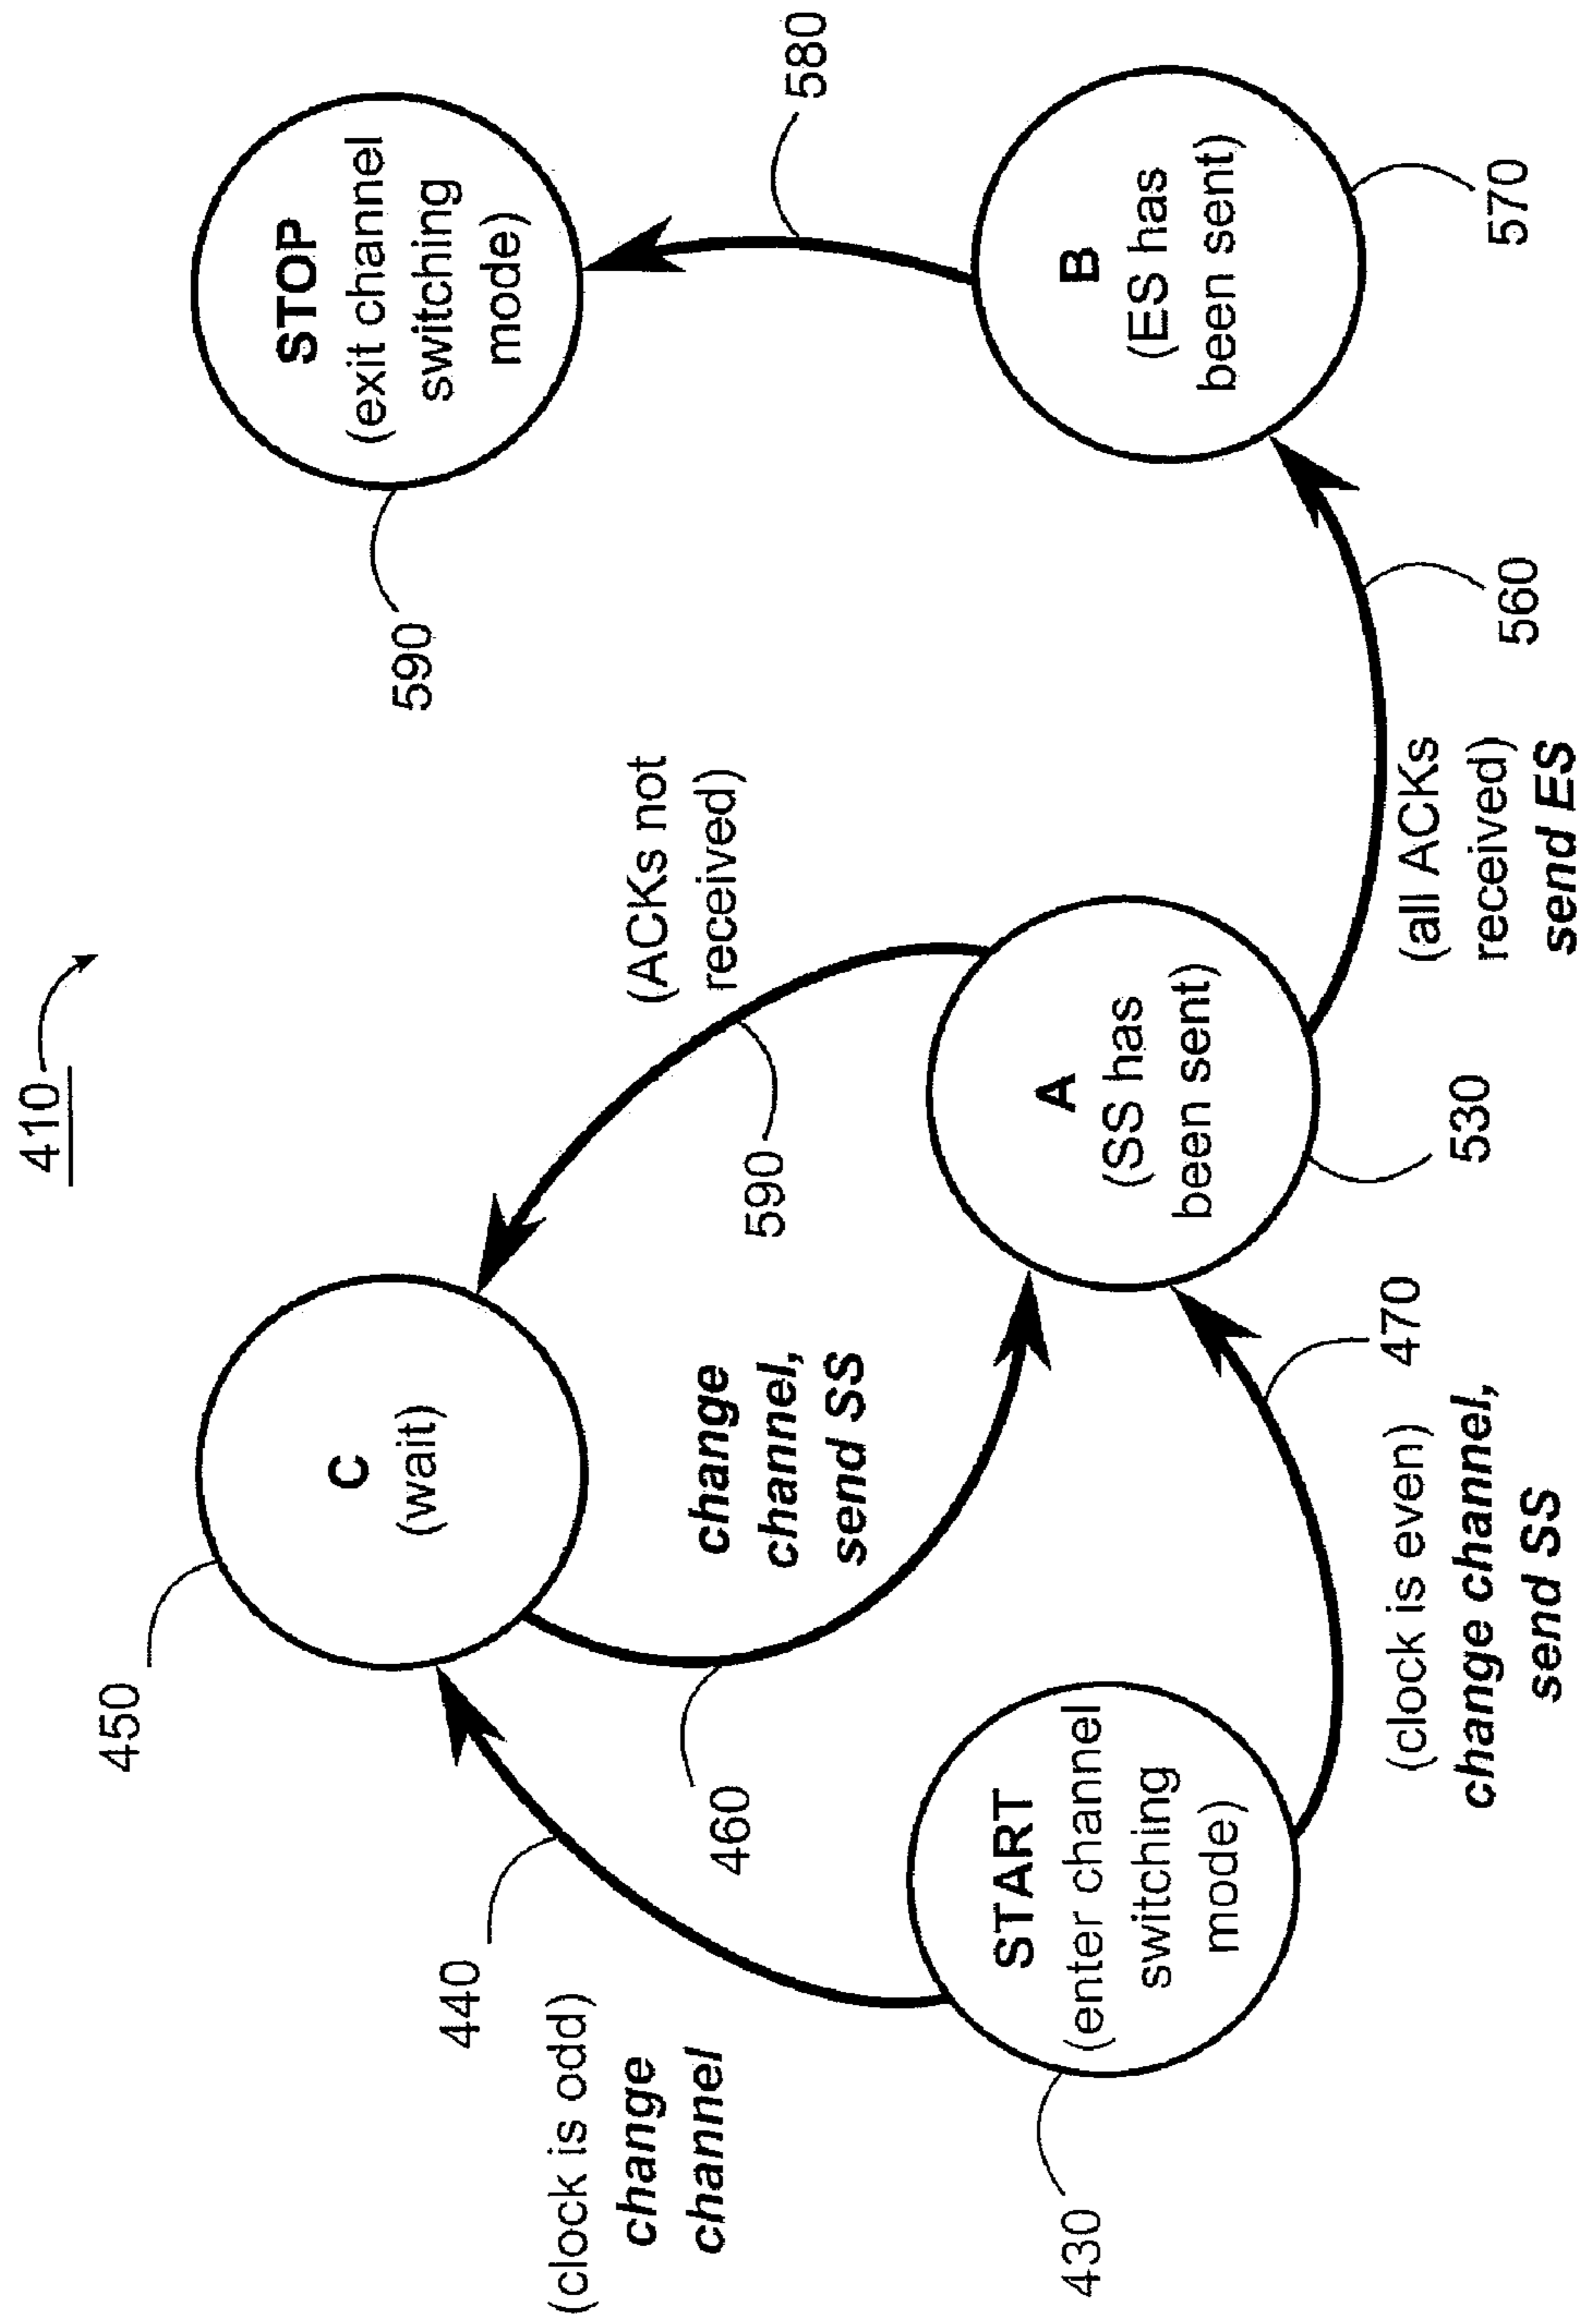 410
450
C
(wait)
440
(clock is odd)
change
channel
460
change
channel,
send SS
(ACKs not
received)
590
590
STOP
(exit channel
switching
mode)
580
430
START
(enter channel
switching
mode)
470
(clock is even)
change channel,
send SS
A
(SS has
been sent)
530
(all ACKs
received)
send ES
560
B
(ES has
been sent)
570